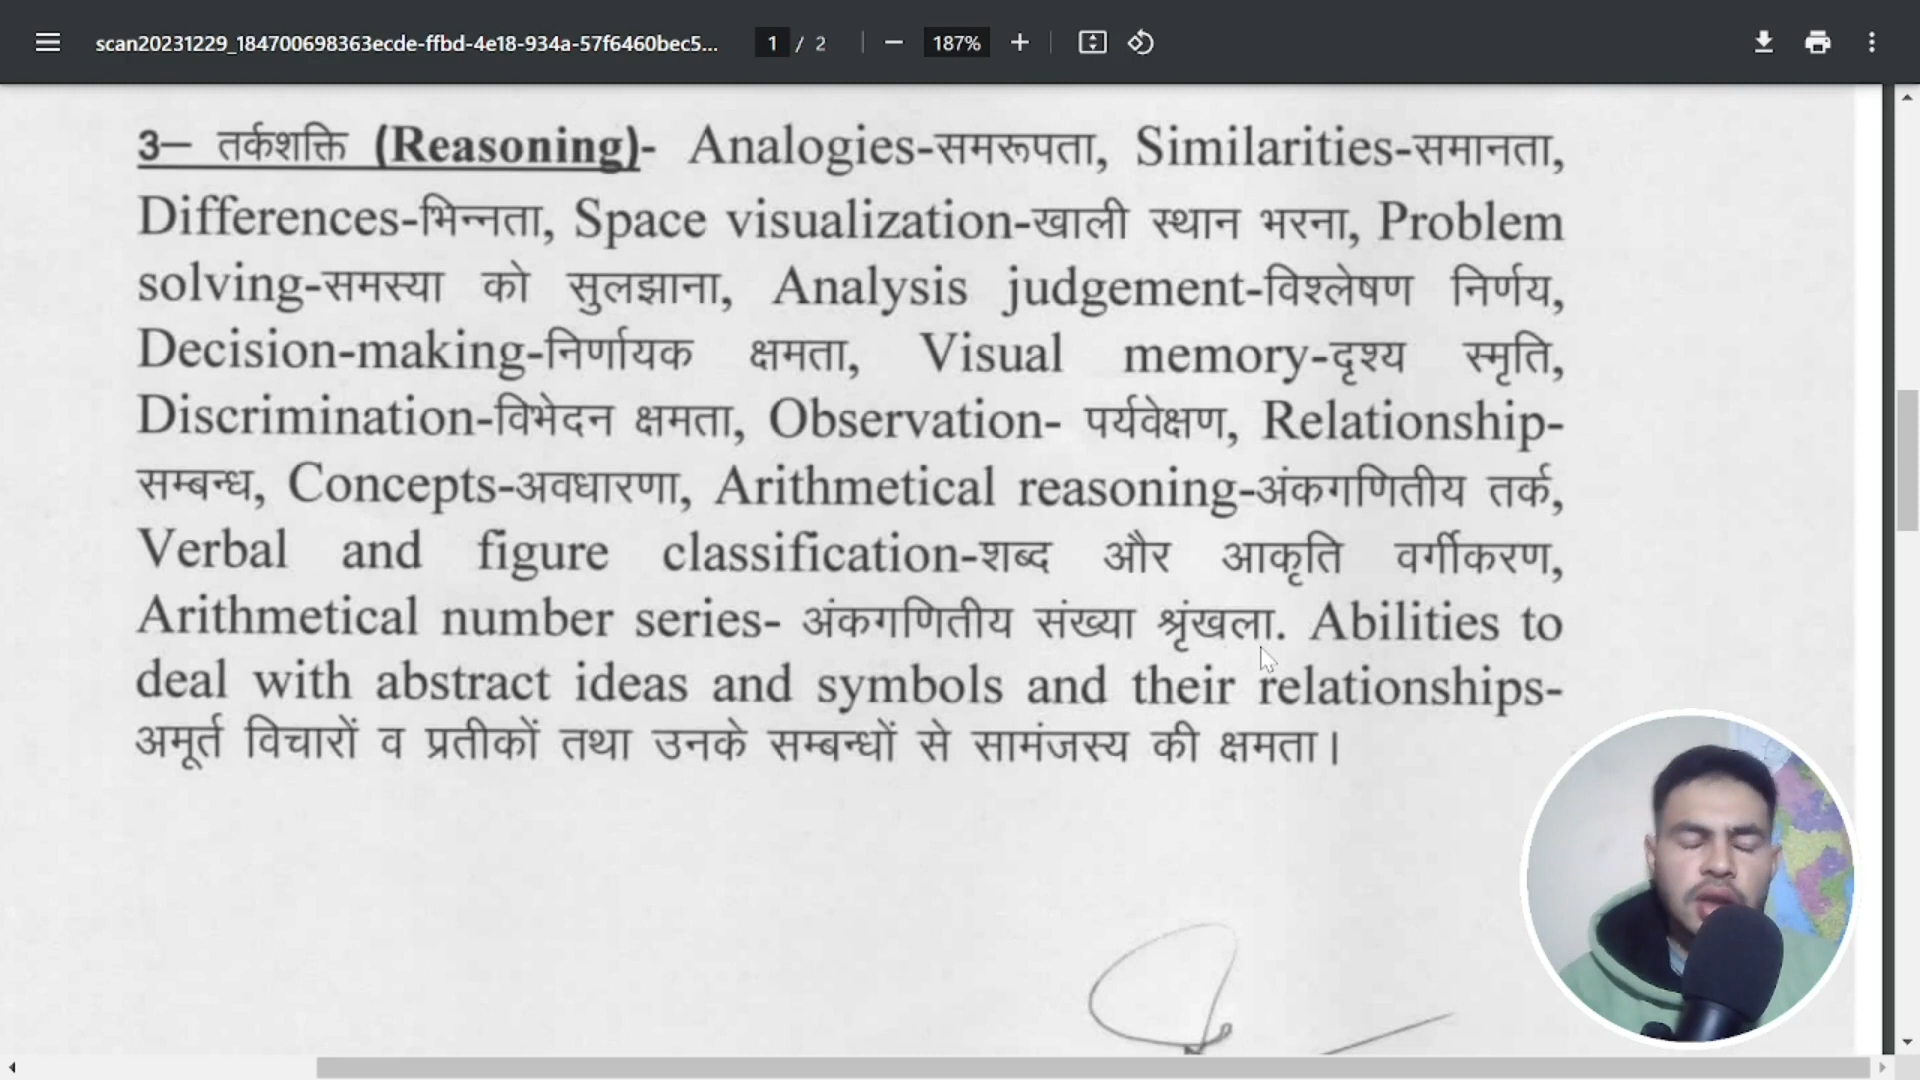 scan20231229_184700698363ecde-ffbd-4e18-934a-57f6460bec5...
1 / 2
187%
3– तर्कशक्ति (Reasoning)- Analogies-समरूपता, Similarities-समानता,
Differences-भिन्नता, Space visualization-खाली स्थान भरना, Problem
solving-समस्या को सुलझाना, Analysis judgement-विश्लेषण निर्णय,
Decision-making-निर्णायक क्षमता, Visual memory-दृश्य स्मृति,
Discrimination-विभेदन क्षमता, Observation- पर्यवेक्षण, Relationship-
सम्बन्ध, Concepts-अवधारणा, Arithmetical reasoning-अंकगणितीय तर्क,
Verbal and figure classification-शब्द और आकृति वर्गीकरण,
Arithmetical number series- अंकगणितीय संख्या श्रृंखला. Abilities to
deal with abstract ideas and symbols and their relationships-
अमूर्त विचारों व प्रतीकों तथा उनके सम्बन्धों से सामंजस्य की क्षमता।